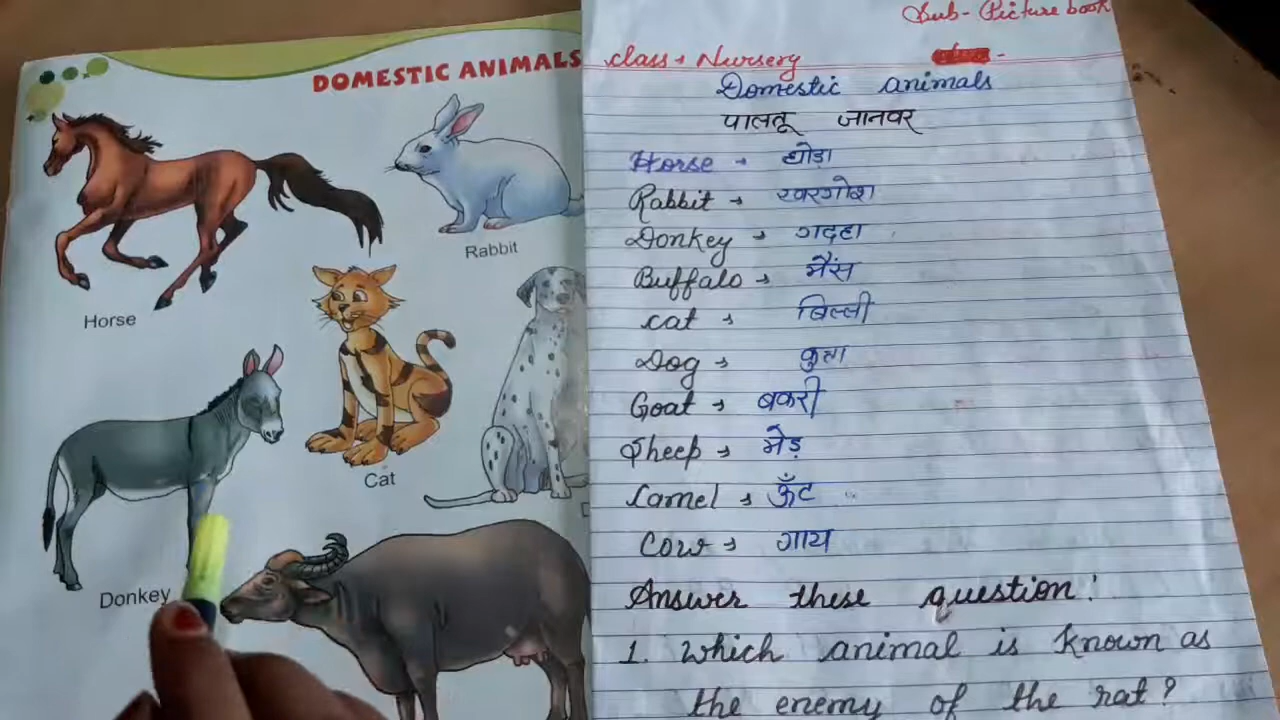 DOMESTIC ANIMALS
Horse
Rabbit
Cat
Donkey
Sub - Picture book
class → Nursery
Domestic animals
पालतू जानवर
Horse → घोड़ा
Rabbit → खरगोश
Donkey → गदहा
Buffalo → भैंस
cat → बिल्ली
Dog → कुत्ता
Goat → बकरी
Sheep → भेड़
Camel → ऊँट
Cow → गाय
Answer these question:
1. which animal is known as
the enemy of the rat?